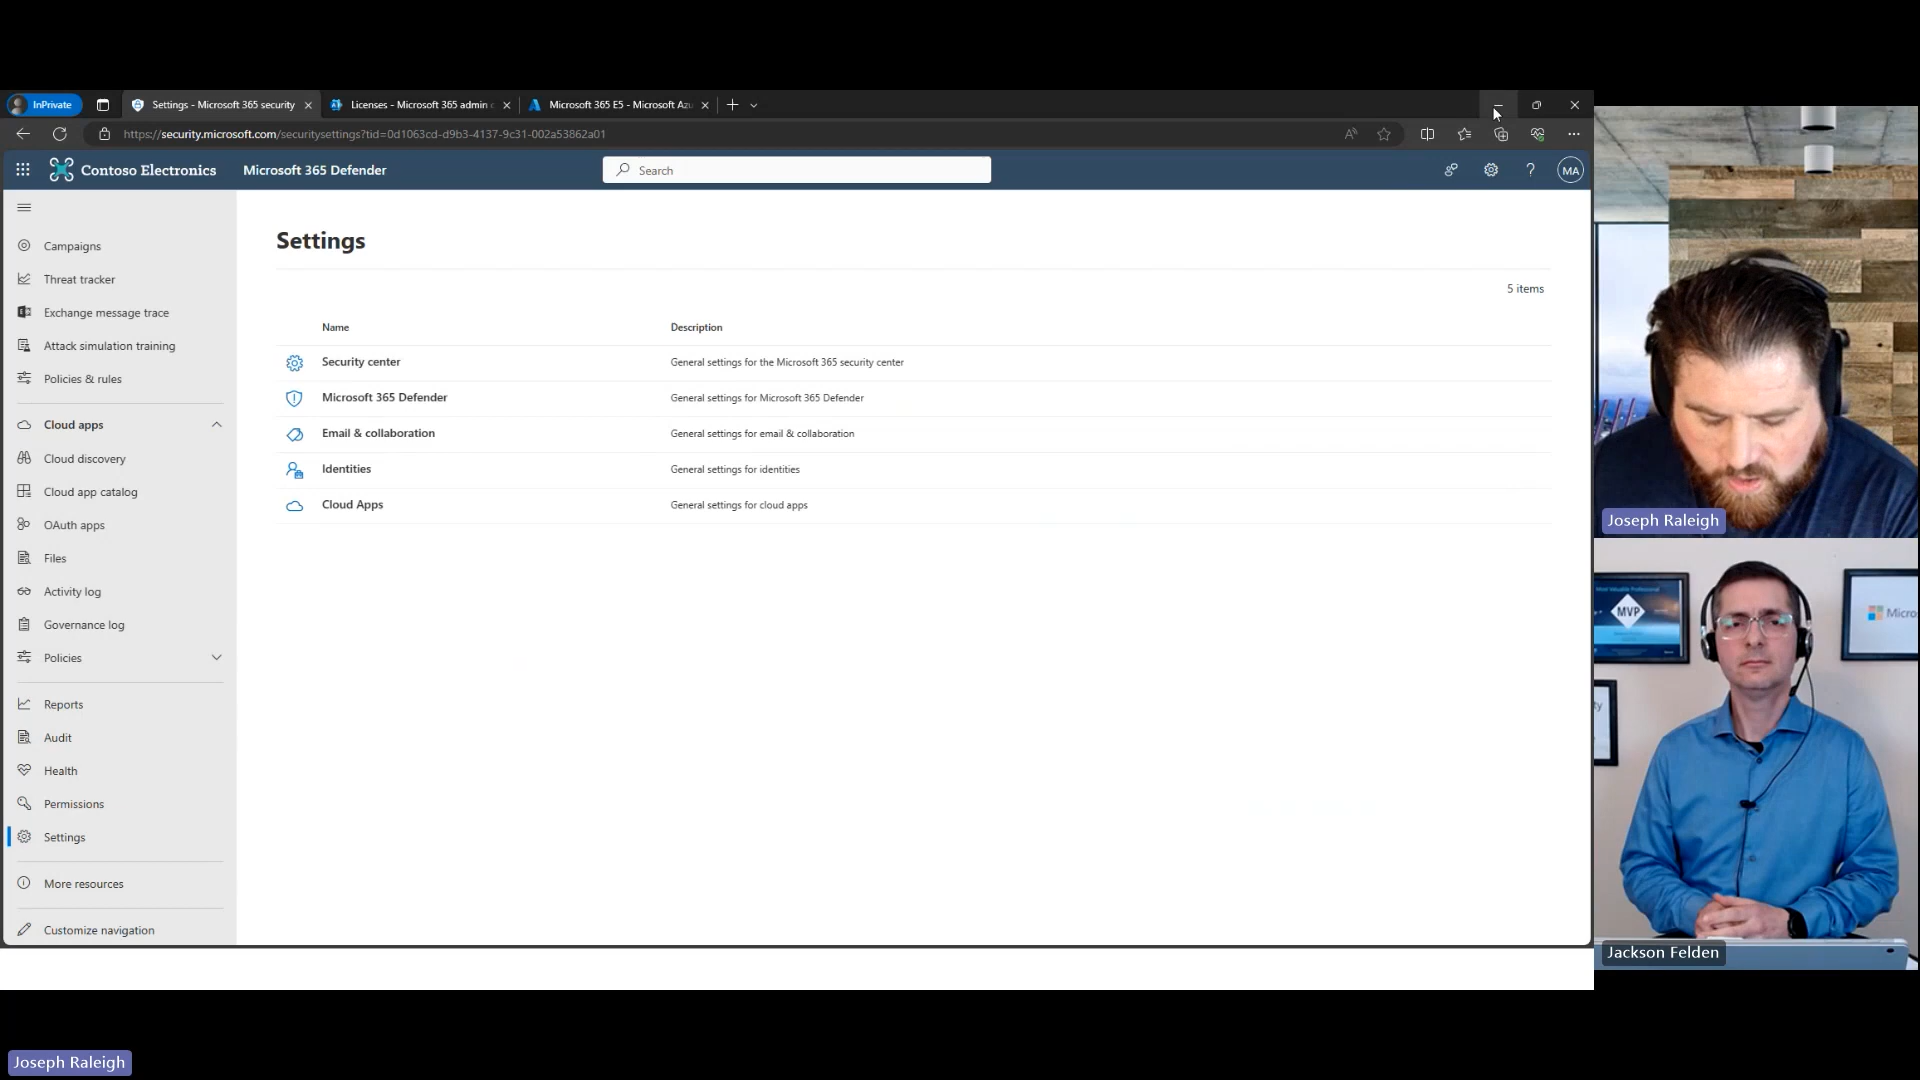 InPrivate
Settings - Microsoft 365 security
Licenses - Microsoft 365 admin c
Microsoft 365 E5 - Microsoft Azu
https://security.microsoft.com/securitysettings?tid=0d1063cd-d9b3-4137-9c31-002a53862a01
Contoso Electronics
Microsoft 365 Defender
Search
MA
Campaigns
Threat tracker
Exchange message trace
Attack simulation training
Policies & rules
Cloud apps
Cloud discovery
Cloud app catalog
OAuth apps
Files
Activity log
Governance log
Policies
Reports
Audit
Health
Permissions
Settings
More resources
Customize navigation
Settings
5 items
Name Description
Security center General settings for the Microsoft 365 security center
Microsoft 365 Defender General settings for Microsoft 365 Defender
Email & collaboration General settings for email & collaboration
Identities General settings for identities
Cloud Apps General settings for cloud apps
Joseph Raleigh
Most Valuable Professional
MVP
Micro
Jackson Felden
Joseph Raleigh